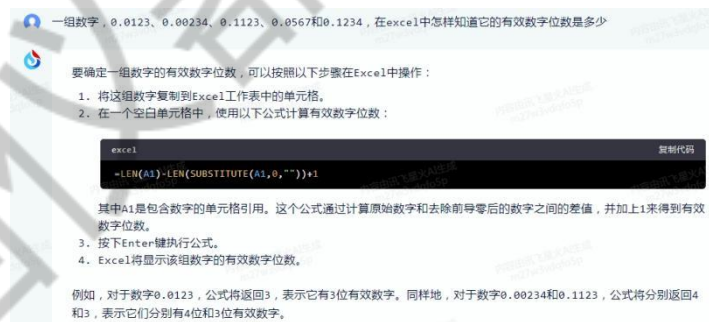 一组数字，0.0123、0.00234、0.1123、0.0567和0.1234，在excel中怎样知道它的有效数字位数是多少
要确定一组数字的有效数字位数，可以按照以下步骤在Excel中操作：
1. 将这组数字复制到Excel工作表中的单元格。
2. 在一个空白单元格中，使用以下公式计算有效数字位数：
excel 复制代码
=LEN(A1)-LEN(SUBSTITUTE(A1,0,""))+1
其中A1是包含数字的单元格引用。这个公式通过计算原始数字和去除前导零后的数字之间的差值，并加上1来得到有效
数字位数。
3. 按下Enter键执行公式。
4. Excel将显示该组数字的有效数字位数。
例如，对于数字0.0123，公式将返回3，表示它有3位有效数字。同样地，对于数字0.00234和0.1123，公式将分别返回4
和3，表示它们分别有4位和3位有效数字。